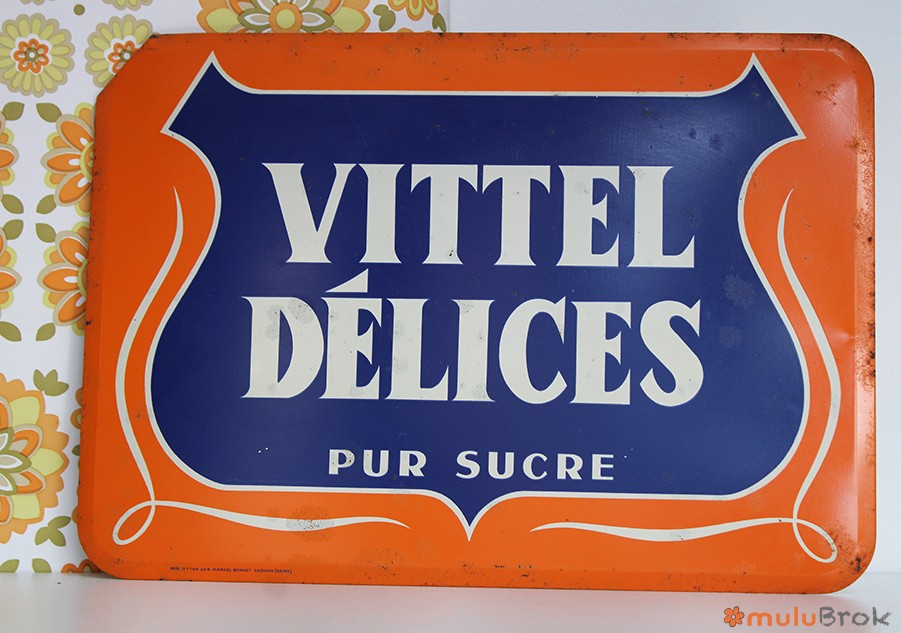 VITTEL
DÉLICES
PUR SUCRE
muluBrok